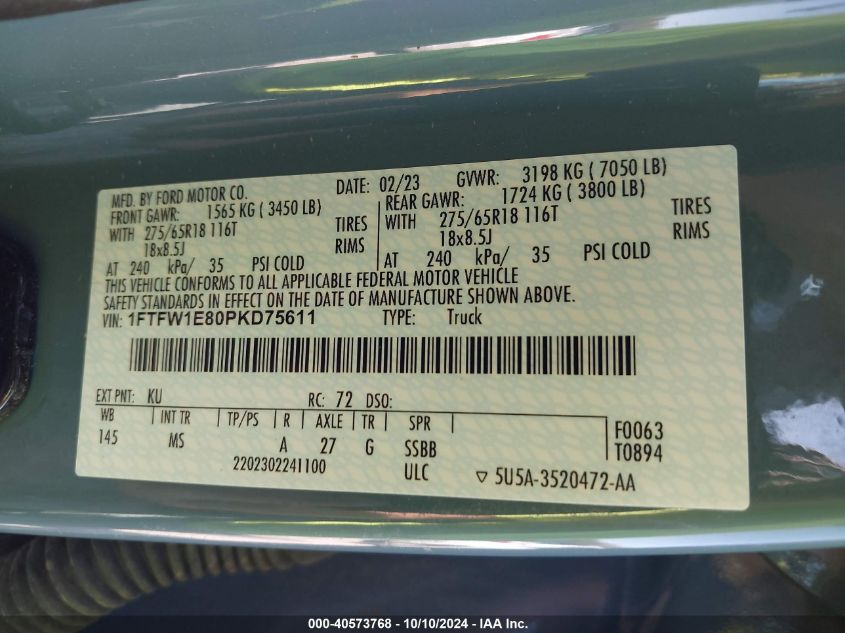 MFD. BY FORD MOTOR CO. DATE: 02/23 GVWR: 3198 KG ( 7050 LB)
FRONT GAWR: 1565 KG ( 3450 LB) REAR GAWR: 1724 KG ( 3800 LB)
WITH 275/65R18 116T TIRES WITH 275/65R18 116T TIRES
18x8.5J RIMS 18x8.5J RIMS
AT 240 kPa/ 35 PSI COLD AT 240 kPa/ 35 PSI COLD
THIS VEHICLE CONFORMS TO ALL APPLICABLE FEDERAL MOTOR VEHICLE
SAFETY STANDARDS IN EFFECT ON THE DATE OF MANUFACTURE SHOWN ABOVE.
VIN: 1FTFW1E80PKD75611 TYPE: Truck
EXT PNT: KU RC: 72 DSO:
WB INT TR TP/PS R AXLE TR SPR F0063
145 MS A 27 G SSBB T0894
2202302241100 ULC ▽ 5U5A-3520472-AA
000-40573768 - 10/10/2024 - IAA Inc.